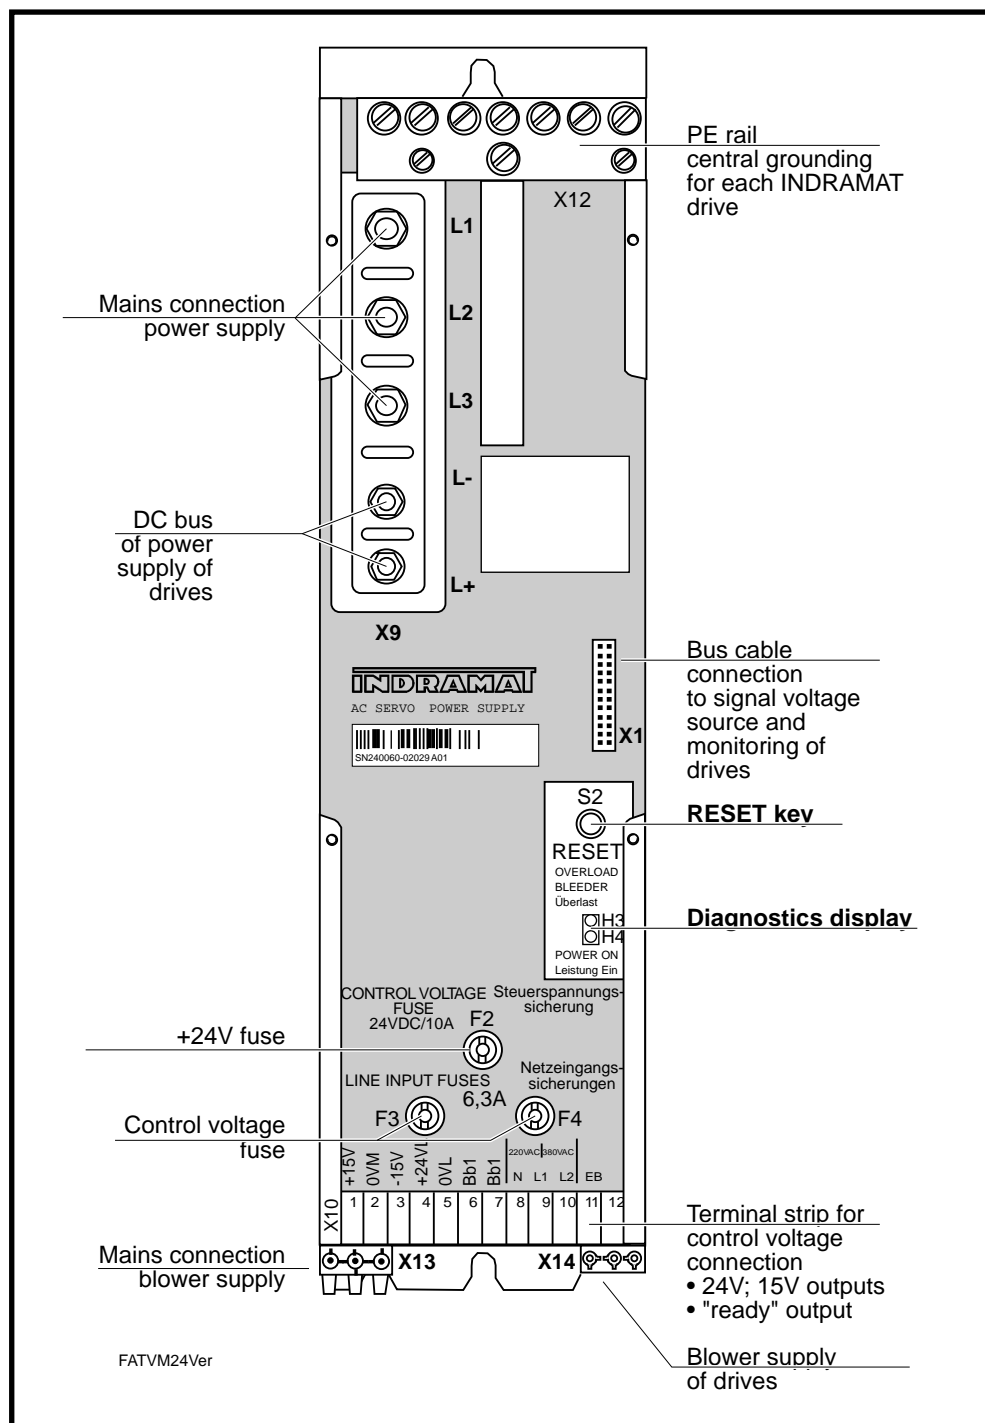 PE rail
central grounding
for each INDRAMAT
drive
X12
L1
Mains connection
power supply
L2
L3
L-
DC bus
of power
supply of
drives
L+
X9
Bus cable
connection
to signal voltage
source and
monitoring of
drives
INDRAMAT
AC SERVO POWER SUPPLY
X1
SN240060-02029 A01
S2
RESET key
RESET
OVERLOAD
BLEEDER
Überlast
H3
H4
Diagnostics display
POWER ON
Leistung Ein
CONTROL VOLTAGE
FUSE
24VDC/10A
F2
Steuerspannungs-
sicherung
+24V fuse
LINE INPUT FUSES
6,3A
Netzeingangs-
sicherungen
F3
F4
Control voltage
fuse
+15V
0VM
-15V
+24VL
0VL
Bb1
Bb1
220VAC 380VAC
N L1 L2 EB
X10
1 2 3 4 5 6 7 8 9 10 11 12
Terminal strip for
control voltage
connection
• 24V; 15V outputs
• "ready" output
Mains connection
blower supply
X13
X14
Blower supply
of drives
FATVM24Ver